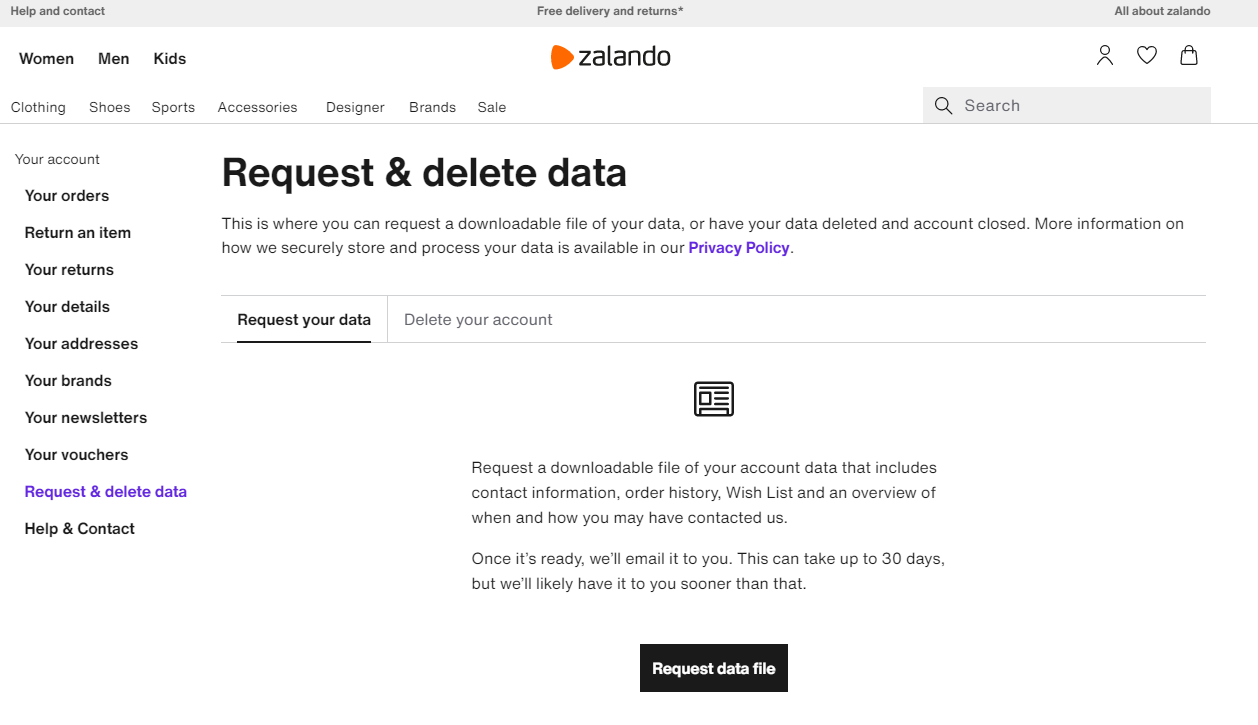 Help and contact
Free delivery and returns*
All about zalando
Women Men Kids
zalando
Clothing Shoes Sports Accessories Designer Brands Sale
Search
Your account
Your orders
Return an item
Your returns
Your details
Your addresses
Your brands
Your newsletters
Your vouchers
Request & delete data
Help & Contact
Request & delete data
This is where you can request a downloadable file of your data, or have your data deleted and account closed. More information on
how we securely store and process your data is available in our Privacy Policy.
Request your data
Delete your account
Request a downloadable file of your account data that includes
contact information, order history, Wish List and an overview of
when and how you may have contacted us.
Once it’s ready, we’ll email it to you. This can take up to 30 days,
but we’ll likely have it to you sooner than that.
Request data file